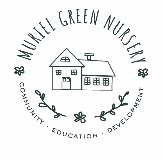 MURIEL GREEN NURSERY
COMMUNITY · EDUCATION · DEVELOPMENT